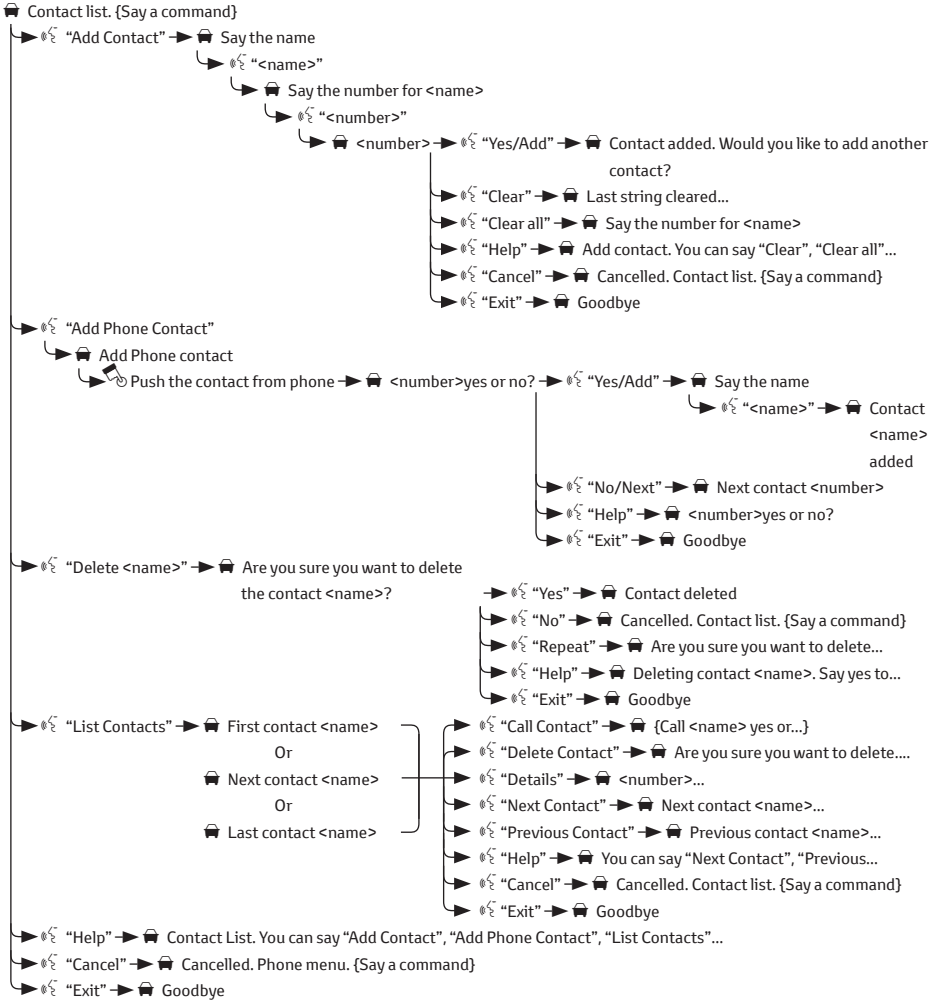 Contact list. {Say a command}
“Add Contact” Say the name
“<name>”
Say the number for <name>
“<number>”
<number> “Yes/Add” Contact added. Would you like to add another
contact?
“Clear” Last string cleared...
“Clear all” Say the number for <name>
“Help” Add contact. You can say “Clear”, “Clear all”...
“Cancel” Cancelled. Contact list. {Say a command}
“Exit” Goodbye
“Add Phone Contact”
Add Phone contact
Push the contact from phone <number>yes or no? “Yes/Add” Say the name
“<name>” Contact
<name>
added
“No/Next” Next contact <number>
“Help” <number>yes or no?
“Exit” Goodbye
“Delete <name>” Are you sure you want to delete
the contact <name>?
“Yes” Contact deleted
“No” Cancelled. Contact list. {Say a command}
“Repeat” Are you sure you want to delete...
“Help” Deleting contact <name>. Say yes to...
“Exit” Goodbye
“List Contacts” First contact <name> “Call Contact” {Call <name> yes or...}
Or “Delete Contact” Are you sure you want to delete....
Next contact <name> “Details” <number>...
Or “Next Contact” Next contact <name>...
Last contact <name> “Previous Contact” Previous contact <name>...
“Help” You can say “Next Contact”, “Previous...
“Cancel” Cancelled. Contact list. {Say a command}
“Exit” Goodbye
“Help” Contact List. You can say “Add Contact”, “Add Phone Contact”, “List Contacts”...
“Cancel” Cancelled. Phone menu. {Say a command}
“Exit” Goodbye